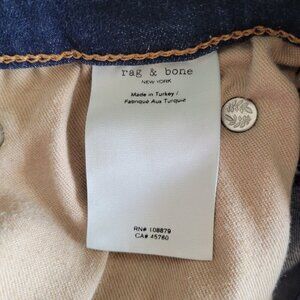 rag & bone
NEW YORK
Made in Turkey /
Fabriqué Aux Turquie
RN# 108879
CA# 45760